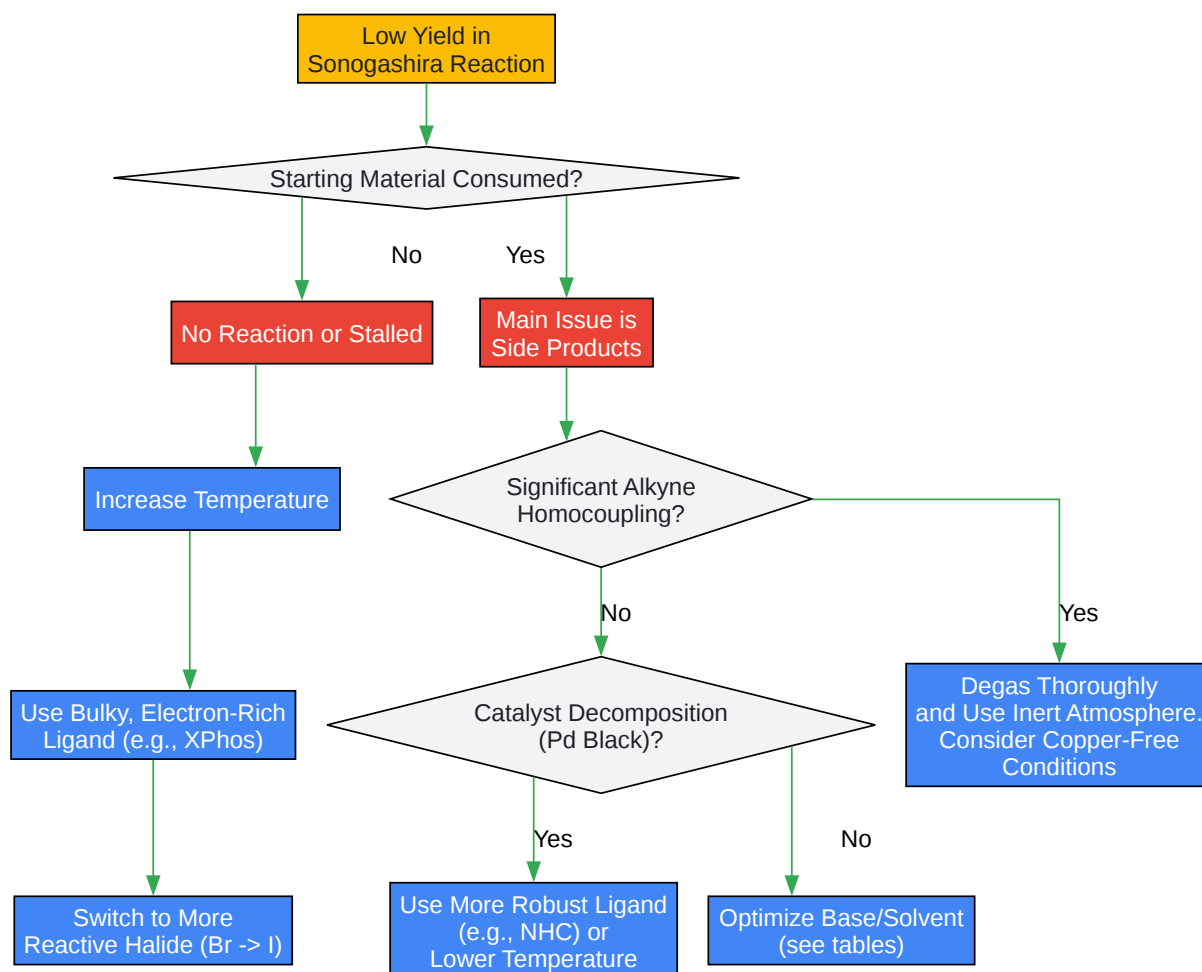 Low Yield in
Sonogashira Reaction
Starting Material Consumed?
No
Yes
No Reaction or Stalled
Main Issue is
Side Products
Increase Temperature
Significant Alkyne
Homocoupling?
No
Yes
Use Bulky, Electron-Rich
Ligand (e.g., XPhos)
Catalyst Decomposition
(Pd Black)?
Degas Thoroughly
and Use Inert Atmosphere.
Consider Copper-Free
Conditions
Yes
No
Switch to More
Reactive Halide (Br -> I)
Use More Robust Ligand
(e.g., NHC) or
Lower Temperature
Optimize Base/Solvent
(see tables)